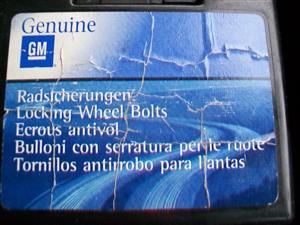 Genuine
GM
Radsicherungen
Locking Wheel Bolts
Ecrous antivol
Bulloni con serratura per le ruote
Tornillos antirrobo para llantas